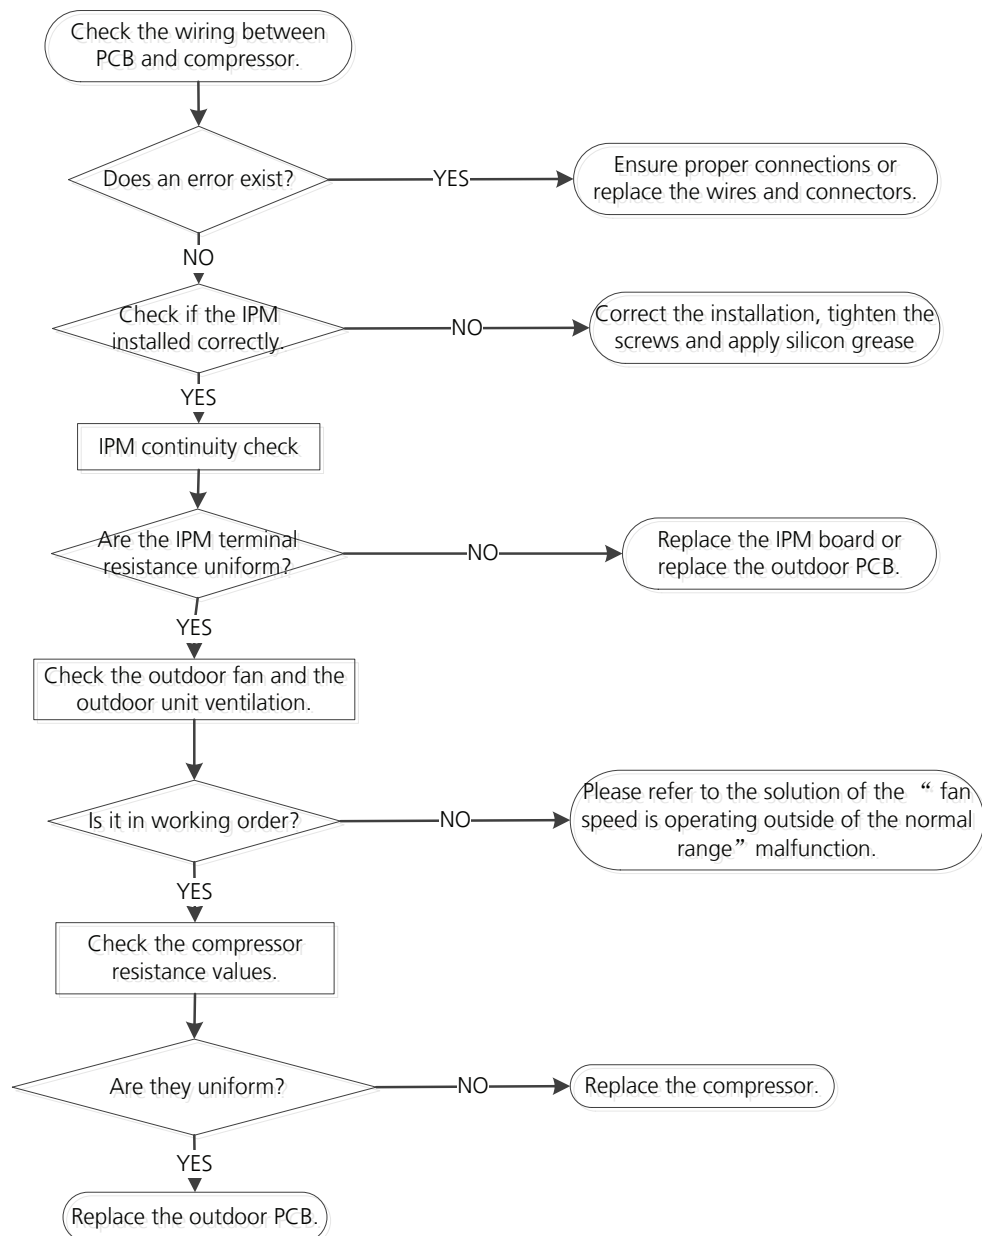 Check the wiring between
PCB and compressor.
Does an error exist?
YES
Ensure proper connections or
replace the wires and connectors.
NO
Check if the IPM
installed correctly.
NO
Correct the installation, tighten the
screws and apply silicon grease
YES
IPM continuity check
Are the IPM terminal
resistance uniform?
NO
Replace the IPM board or
replace the outdoor PCB.
YES
Check the outdoor fan and the
outdoor unit ventilation.
Is it in working order?
NO
Please refer to the solution of the “ fan
speed is operating outside of the normal
range” malfunction.
YES
Check the compressor
resistance values.
Are they uniform?
NO
Replace the compressor.
YES
Replace the outdoor PCB.